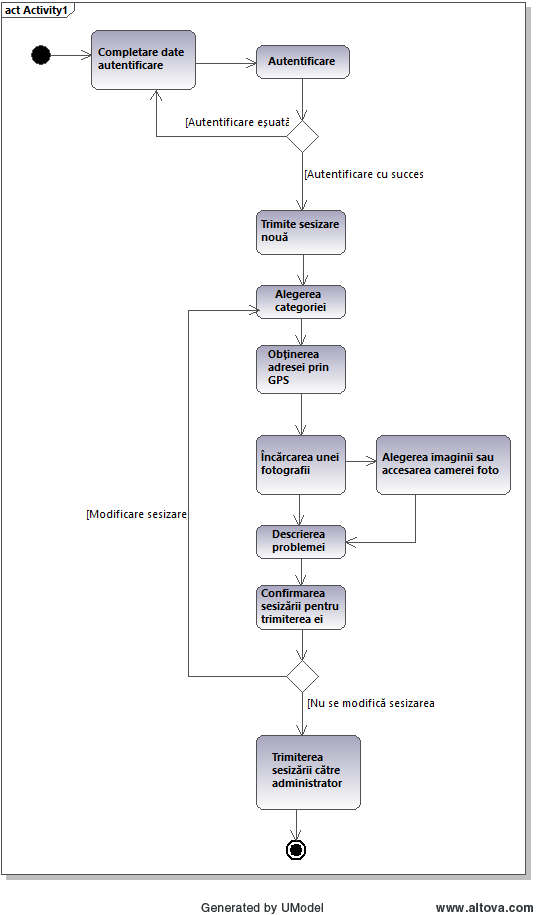 act Activity1
Completare date
autentificare
Autentificare
[Autentificare eșuată
[Autentificare cu succes
Trimite sesizare
nouă
Alegerea
categoriei
Obținerea
adresei prin
GPS
Încărcarea unei
fotografii
Alegerea imaginii sau
accesarea camerei foto
[Modificare sesizare
Descrierea
problemei
Confirmarea
sesizării pentru
trimiterea ei
[Nu se modifică sesizarea
Trimiterea
sesizării către
administrator
Generated by UModel
www.altova.com